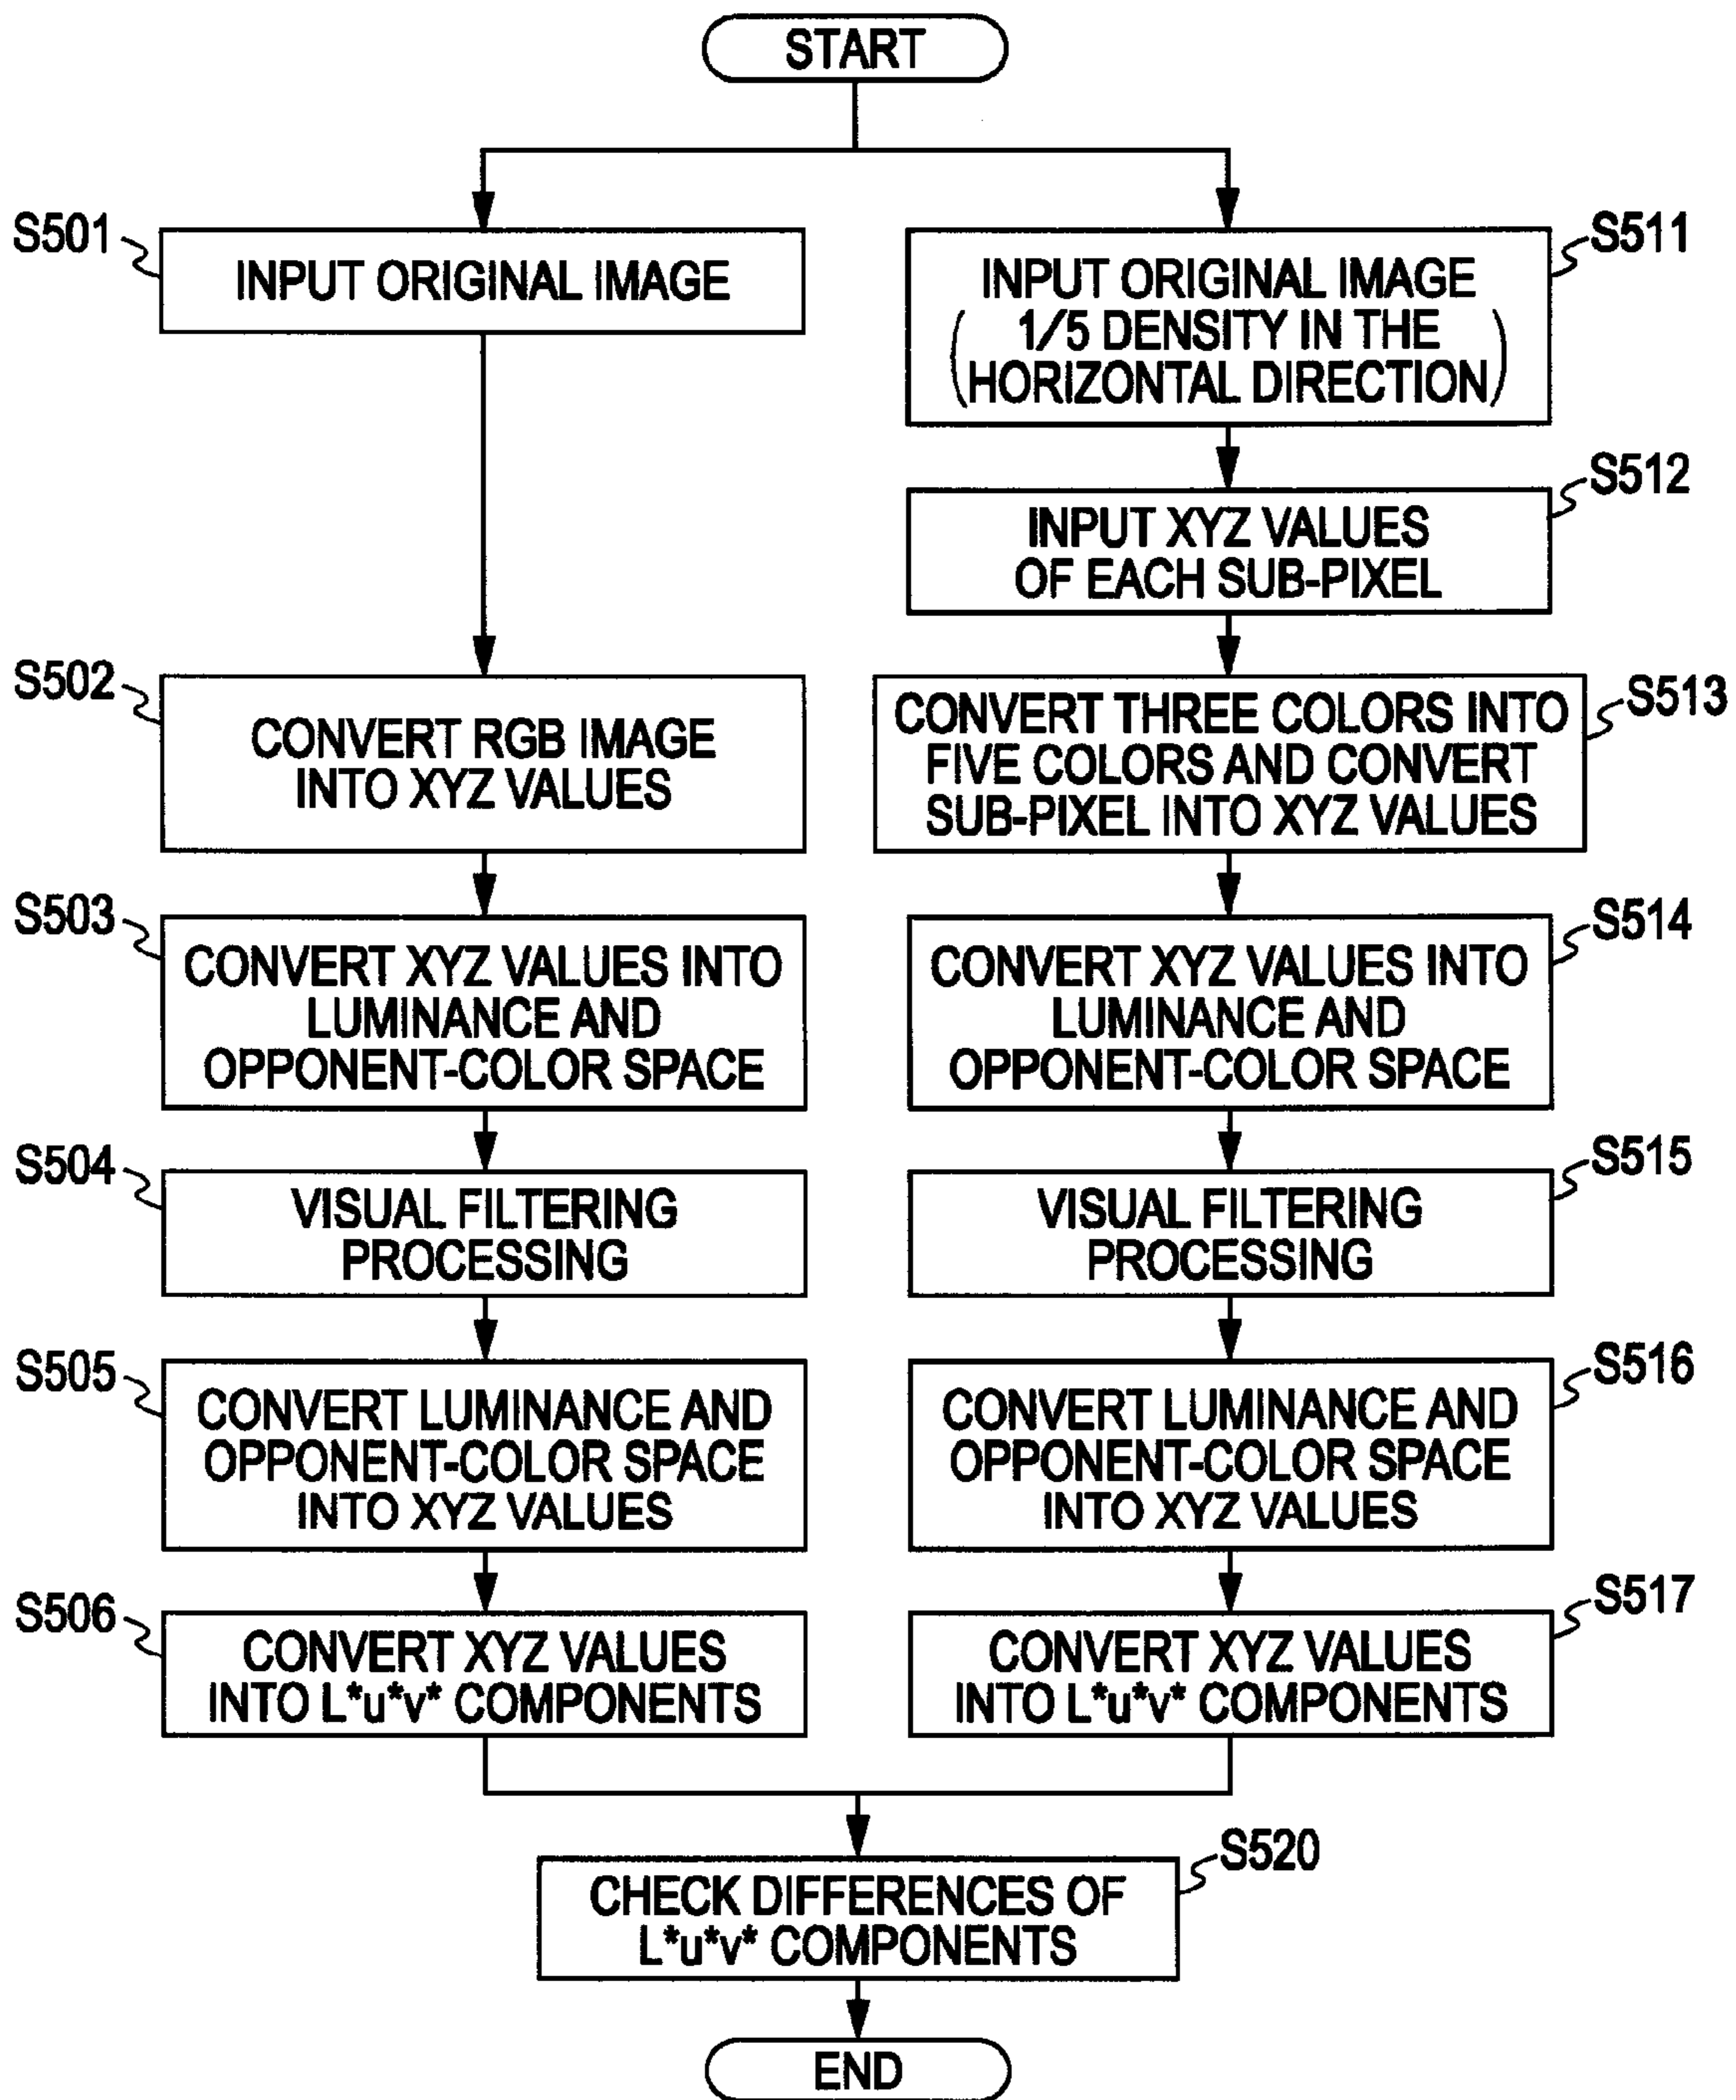 START
S501
INPUT ORIGINAL IMAGE
S511
INPUT ORIGINAL IMAGE
( 1/5 DENSITY IN THE
HORIZONTAL DIRECTION )
S512
INPUT XYZ VALUES
OF EACH SUB-PIXEL
S502
CONVERT RGB IMAGE
INTO XYZ VALUES
S513
CONVERT THREE COLORS INTO
FIVE COLORS AND CONVERT
SUB-PIXEL INTO XYZ VALUES
S503
CONVERT XYZ VALUES INTO
LUMINANCE AND
OPPONENT-COLOR SPACE
S514
CONVERT XYZ VALUES INTO
LUMINANCE AND
OPPONENT-COLOR SPACE
S504
VISUAL FILTERING
PROCESSING
S515
VISUAL FILTERING
PROCESSING
S505
CONVERT LUMINANCE AND
OPPONENT-COLOR SPACE
INTO XYZ VALUES
S516
CONVERT LUMINANCE AND
OPPONENT-COLOR SPACE
INTO XYZ VALUES
S506
CONVERT XYZ VALUES
INTO L*u*v* COMPONENTS
S517
CONVERT XYZ VALUES
INTO L*u*v* COMPONENTS
S520
CHECK DIFFERENCES OF
L*u*v* COMPONENTS
END